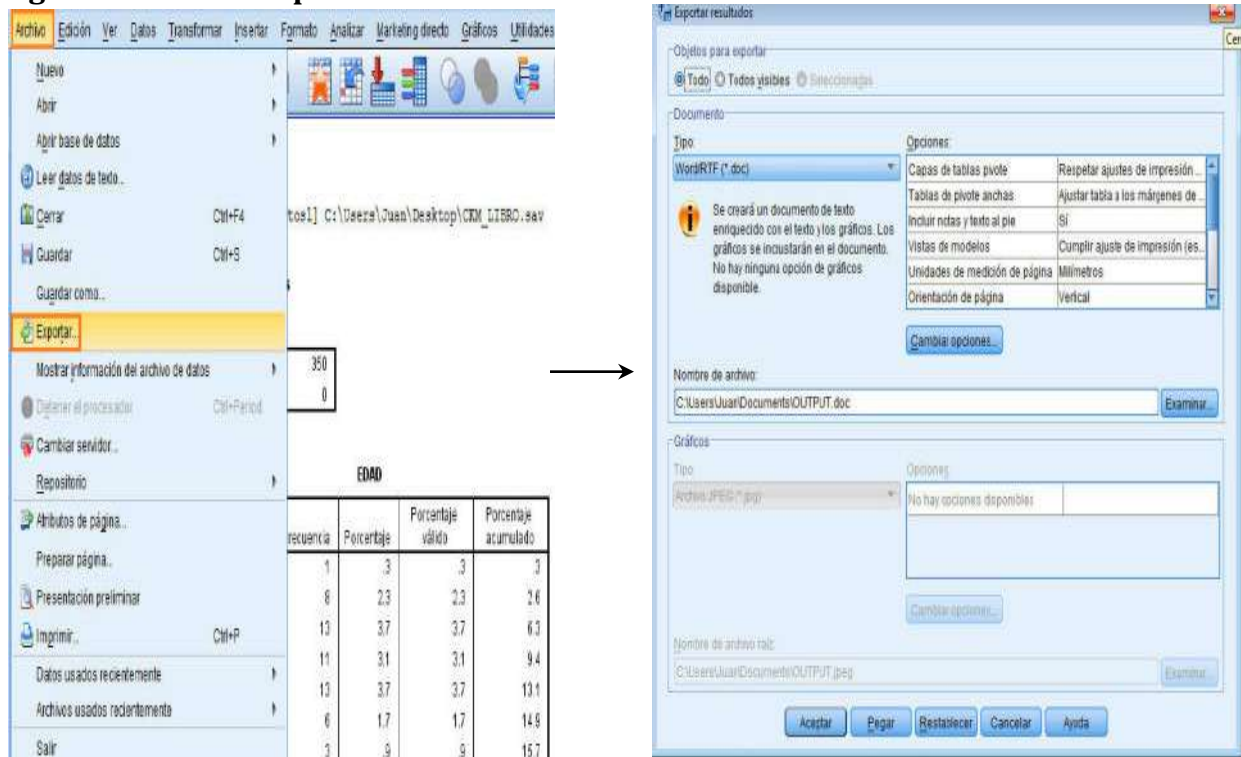 Archivo Edición Ver Datos Transformar Insertar Formato Analizar Marketing directo Gráficos Utilidades
Nuevo
Abrir
Abrir base de datos
Leer datos de texto...
Cerrar Ctrl+F4
Guardar Ctrl+S
Guardar como...
Exportar...
Mostrar información del archivo de datos
Detener el procesador Ctrl+Period
Cambiar servidor...
Repositorio
Atributos de página...
Preparar página...
Presentación preliminar
Imprimir... Ctrl+P
Datos usados recientemente
Archivos usados recientemente
Salir
tos1] C:\Users\Juan\Desktop\CKM_LIBRO.sav
350
0
EDAD
recuencia Porcentaje Porcentaje válido Porcentaje acumulado
1 ,3 ,3 ,3
8 2,3 2,3 2,6
13 3,7 3,7 6,3
11 3,1 3,1 9,4
13 3,7 3,7 13,1
6 1,7 1,7 14,9
3 ,9 ,9 15,7
Exportar resultados
Cer
Objetos para exportar
Todo Todos visibles Seleccionados
Documento
Tipo: Opciones:
Word/RTF (*.doc)
Se creará un documento de texto
enriquecido con el texto y los gráficos. Los
gráficos se incrustarán en el documento.
No hay ninguna opción de gráficos
disponible.
Capas de tablas pivote Respetar ajustes de impresión ...
Tablas de pivote anchas Ajustar tabla a los márgenes de ...
Incluir notas y texto al pie Sí
Vistas de modelos Cumplir ajuste de impresión (es...
Unidades de medición de página Milímetros
Orientación de página Vertical
Cambiar opciones...
Nombre de archivo:
C:\Users\Juan\Documents\OUTPUT.doc Examinar...
Gráficos
Tipo: Opciones:
Archivo JPEG (*.jpg) No hay opciones disponibles
Cambiar opciones...
Nombre de archivo raíz:
C:\Users\Juan\Documents\OUTPUT.jpeg Examinar...
Aceptar Pegar Restablecer Cancelar Ayuda